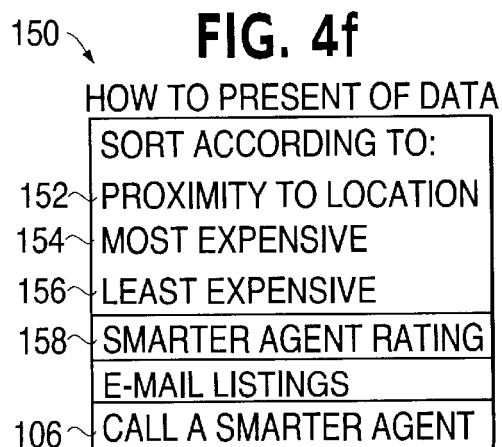 FIG. 4f
150
HOW TO PRESENT OF DATA
SORT ACCORDING TO:
152 PROXIMITY TO LOCATION
154 MOST EXPENSIVE
156 LEAST EXPENSIVE
158 SMARTER AGENT RATING
E-MAIL LISTINGS
106 CALL A SMARTER AGENT